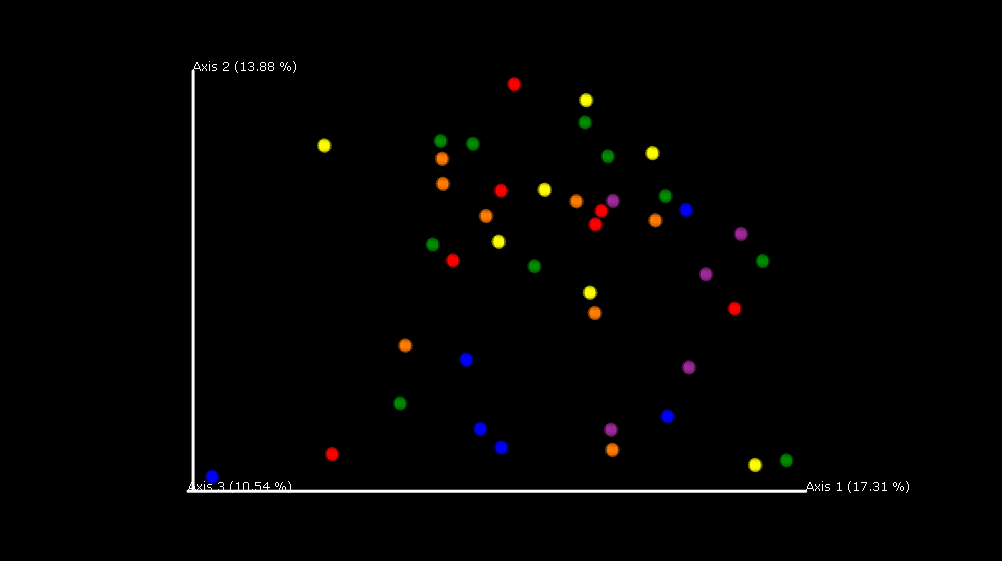 Axis 2 (13.88 %)
Axis 3 (10.54 %)
Axis 1 (17.31 %)